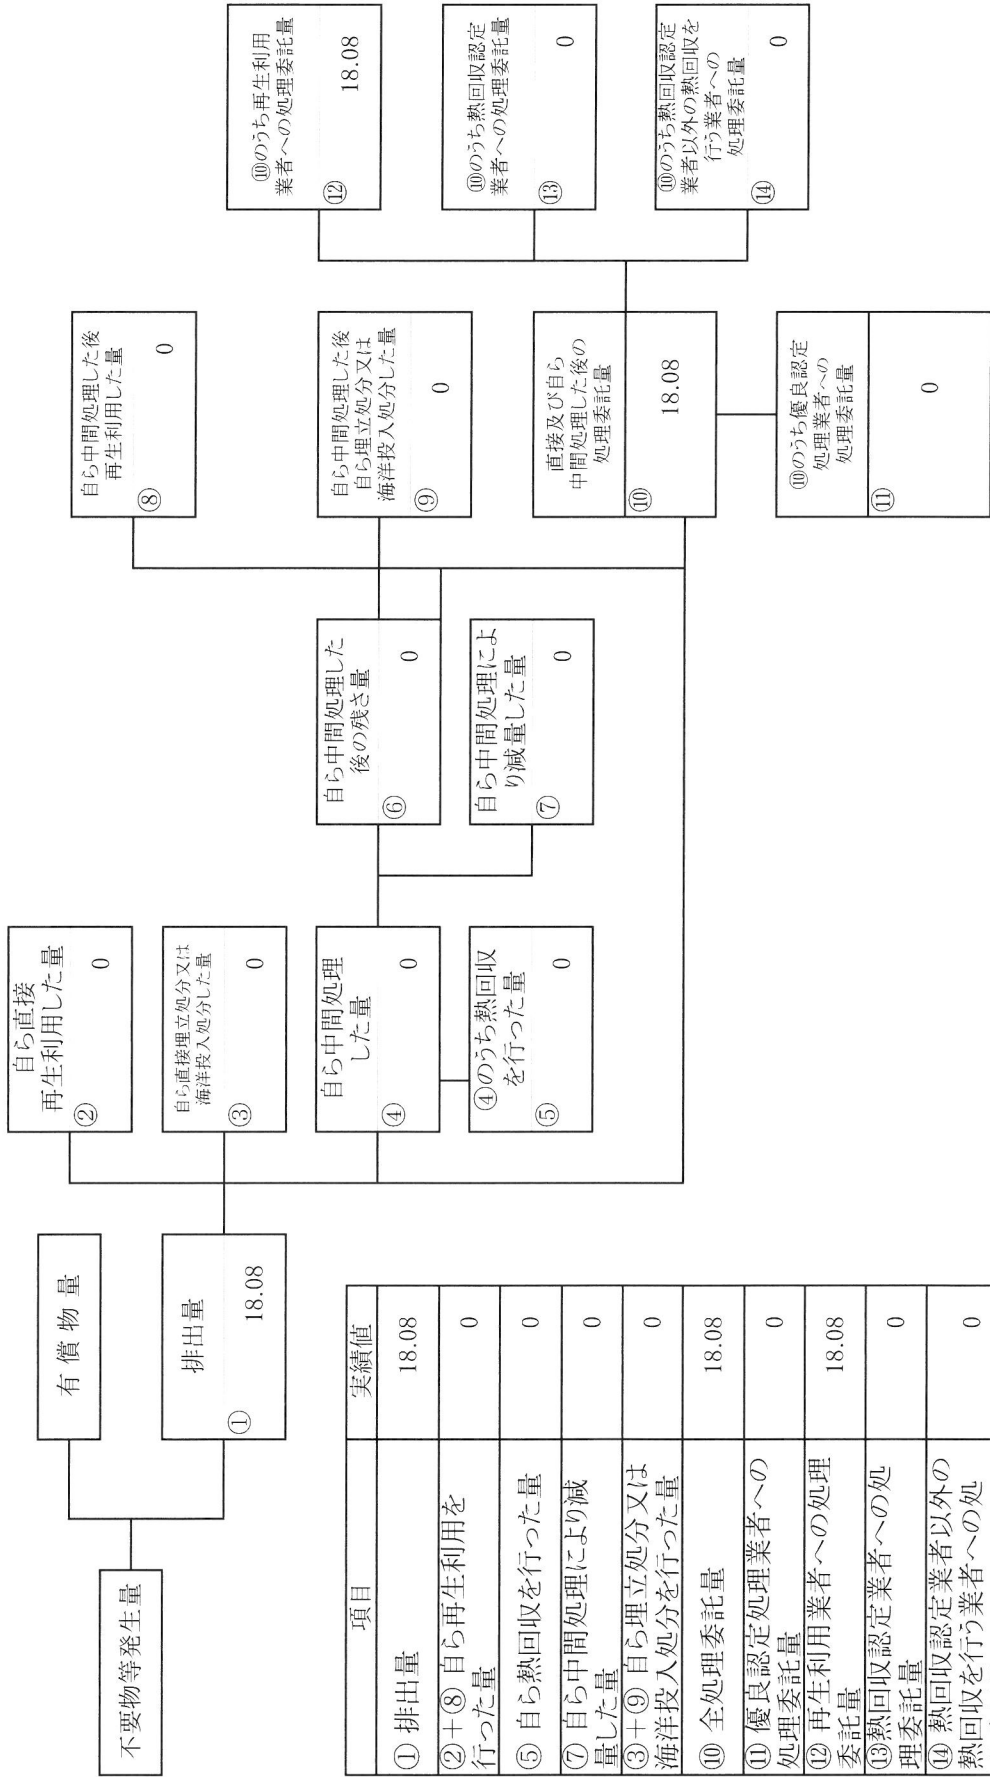 不要物等発生量
有償物量
排出量
① 18.08
自ら直接
再生利用した量
② 0
自ら直接埋立処分又は
海洋投入処分した量
③ 0
自ら中間処理
した量
④ 0
④のうち熱回収
を行った量
⑤ 0
自ら中間処理した
後の残さ量
⑥ 0
自ら中間処理によ
り減量した量
⑦ 0
自ら中間処理した後
再生利用した量
⑧ 0
自ら中間処理した後
自ら埋立処分又は
海洋投入処分した量
⑨ 0
直接及び自ら
中間処理した後の
処理委託量
⑩ 18.08
⑩のうち優良認定
処理業者への
処理委託量
⑪ 0
⑩のうち再生利用
業者への処理委託量
⑫ 18.08
⑩のうち熱回収認定
業者への処理委託量
⑬ 0
⑩のうち熱回収認定
業者以外の熱回収を
行う業者への
処理委託量
⑭ 0
項目 実績値
① 排出量 18.08
②+⑧ 自ら再生利用を
行った量 0
⑤ 自ら熱回収を行った量 0
⑦ 自ら中間処理により減
量した量 0
③+⑨ 自ら埋立処分又は
海洋投入処分を行った量 0
⑩ 全処理委託量 18.08
⑪ 優良認定処理業者への
処理委託量 0
⑫ 再生利用業者への処理
委託量 18.08
⑬熱回収認定業者への処
理委託量 0
⑭ 熱回収認定業者以外の
熱回収を行う業者への処 0